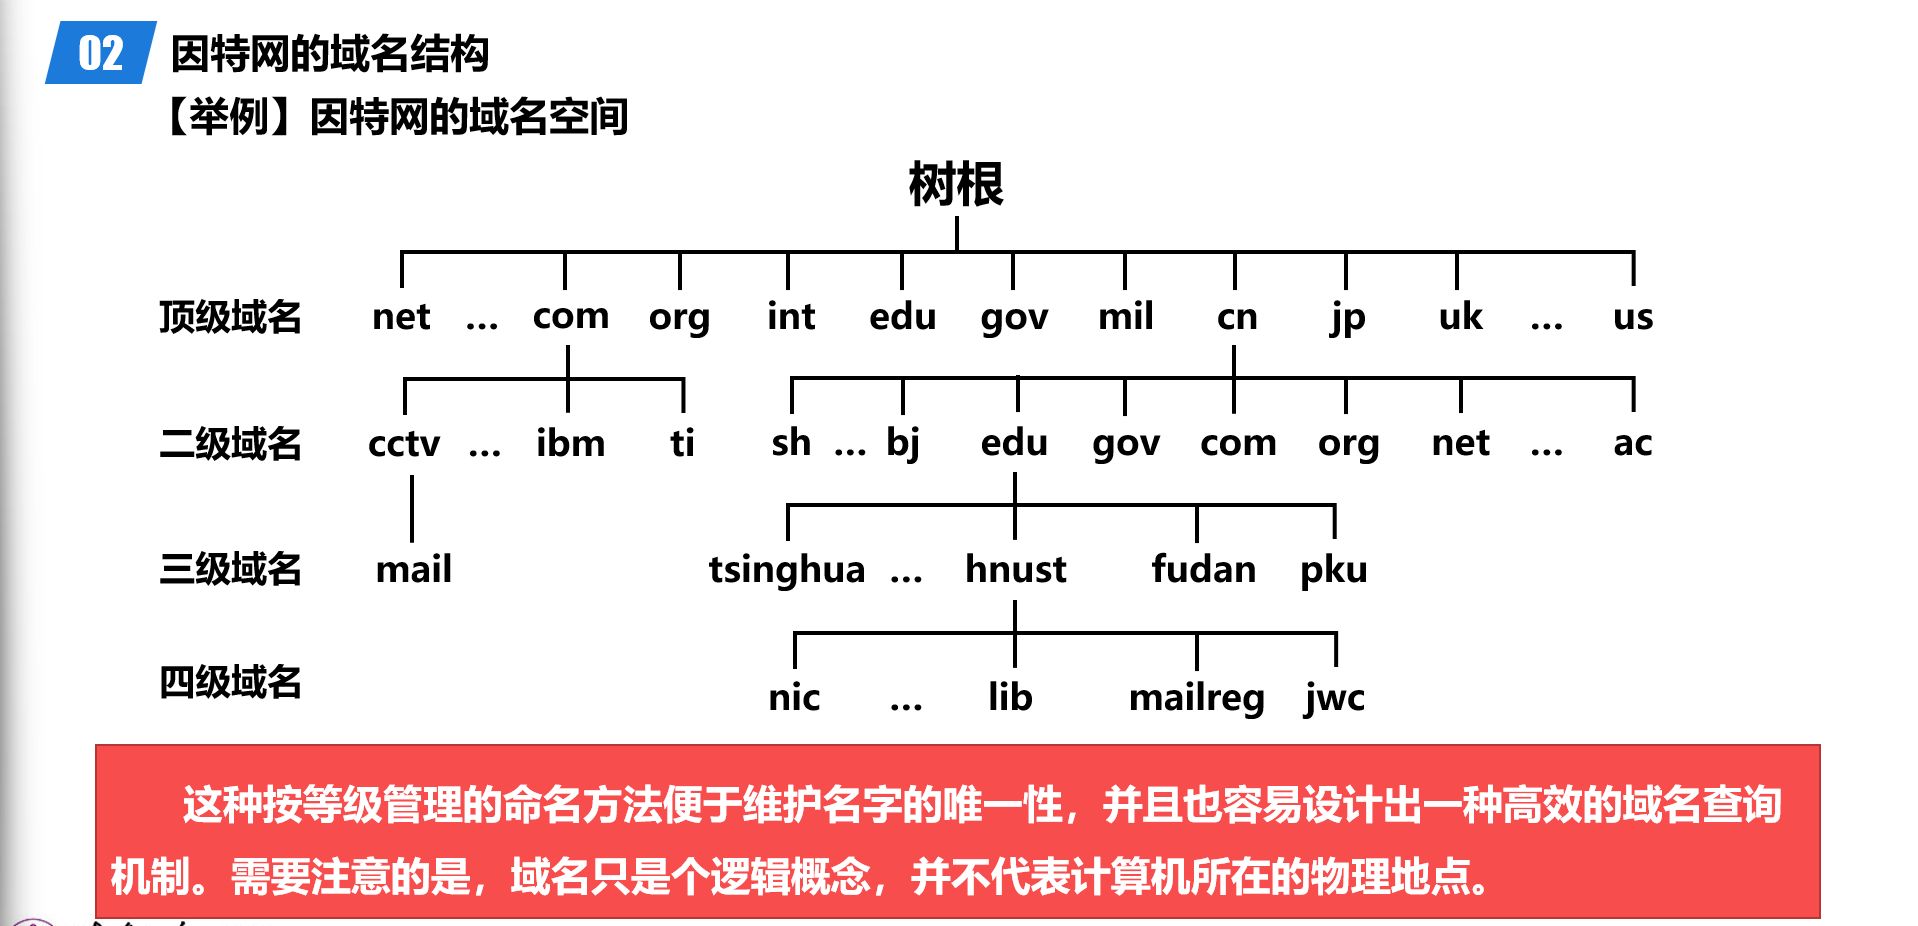 02 因特网的域名结构
【举例】因特网的域名空间
树根
顶级域名 net … com org int edu gov mil cn jp uk … us
二级域名 cctv … ibm ti sh … bj edu gov com org net … ac
三级域名 mail tsinghua … hnust fudan pku
四级域名 nic … lib mailreg jwc
这种按等级管理的命名方法便于维护名字的唯一性，并且也容易设计出一种高效的域名查询
机制。需要注意的是，域名只是个逻辑概念，并不代表计算机所在的物理地点。